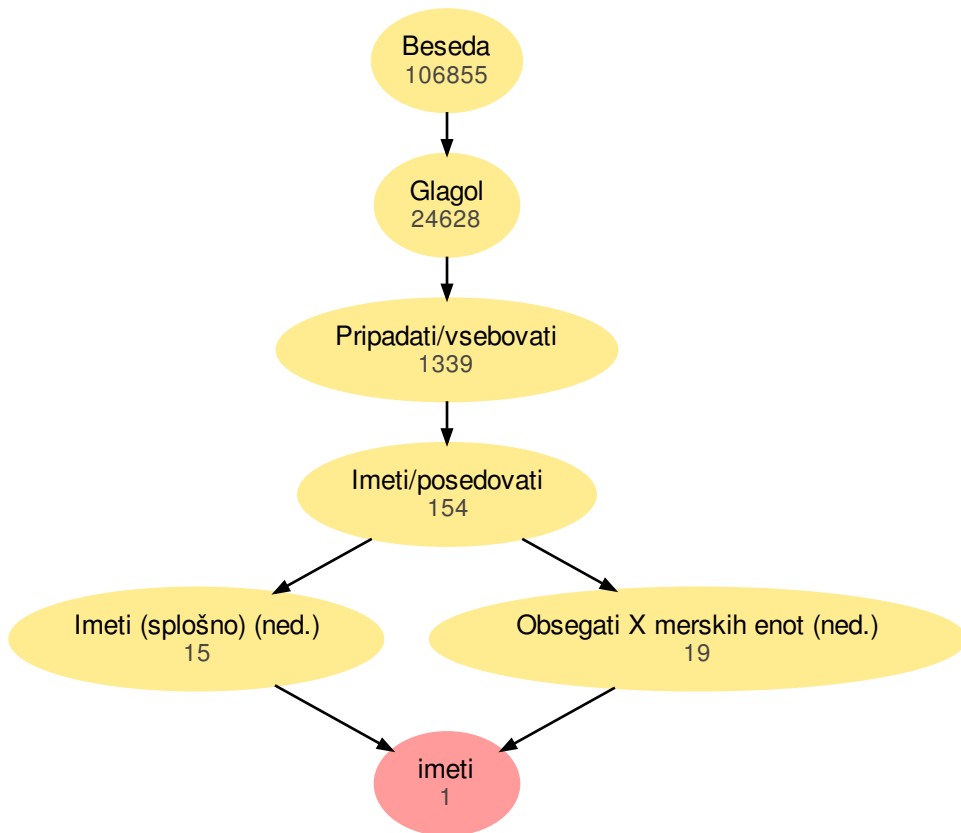 Beseda
106855
Glagol
24628
Pripadati/vsebovati
1339
Imeti/posedovati
154
Imeti (splošno) (ned.)
15
Obsegati X merskih enot (ned.)
19
imeti
1